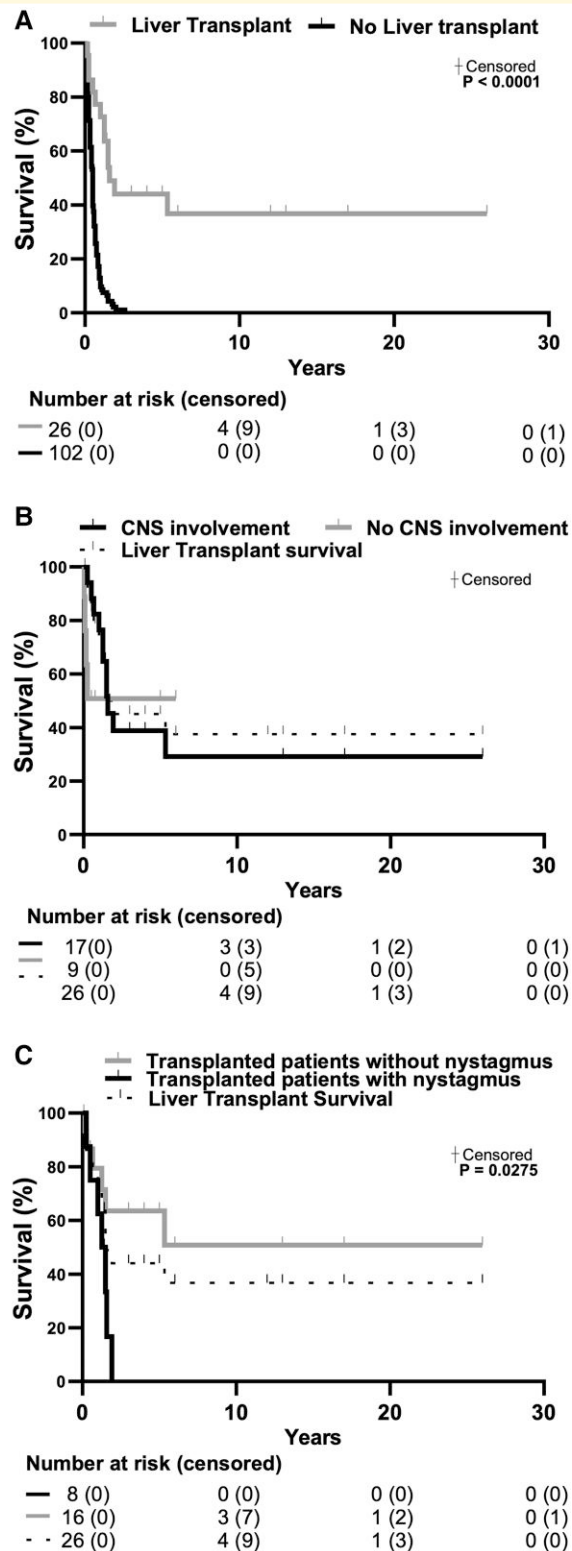 A
Liver Transplant No Liver transplant
Censored
P < 0.0001
100
80
60
40
20
0
Survival (%)
0 10 20 30
Years
Number at risk (censored)
26 (0) 4 (9) 1 (3) 0 (1)
102 (0) 0 (0) 0 (0) 0 (0)
B
CNS involvement No CNS involvement
Liver Transplant survival
Censored
100
80
60
40
20
0
Survival (%)
0 10 20 30
Years
Number at risk (censored)
17(0) 3 (3) 1 (2) 0 (1)
9 (0) 0 (5) 0 (0) 0 (0)
26 (0) 4 (9) 1 (3) 0 (0)
C
Transplanted patients without nystagmus
Transplanted patients with nystagmus
Liver Transplant Survival
Censored
P = 0.0275
100
80
60
40
20
0
Survival (%)
0 10 20 30
Years
Number at risk (censored)
8 (0) 0 (0) 0 (0) 0 (0)
16 (0) 3 (7) 1 (2) 0 (1)
26 (0) 4 (9) 1 (3) 0 (0)